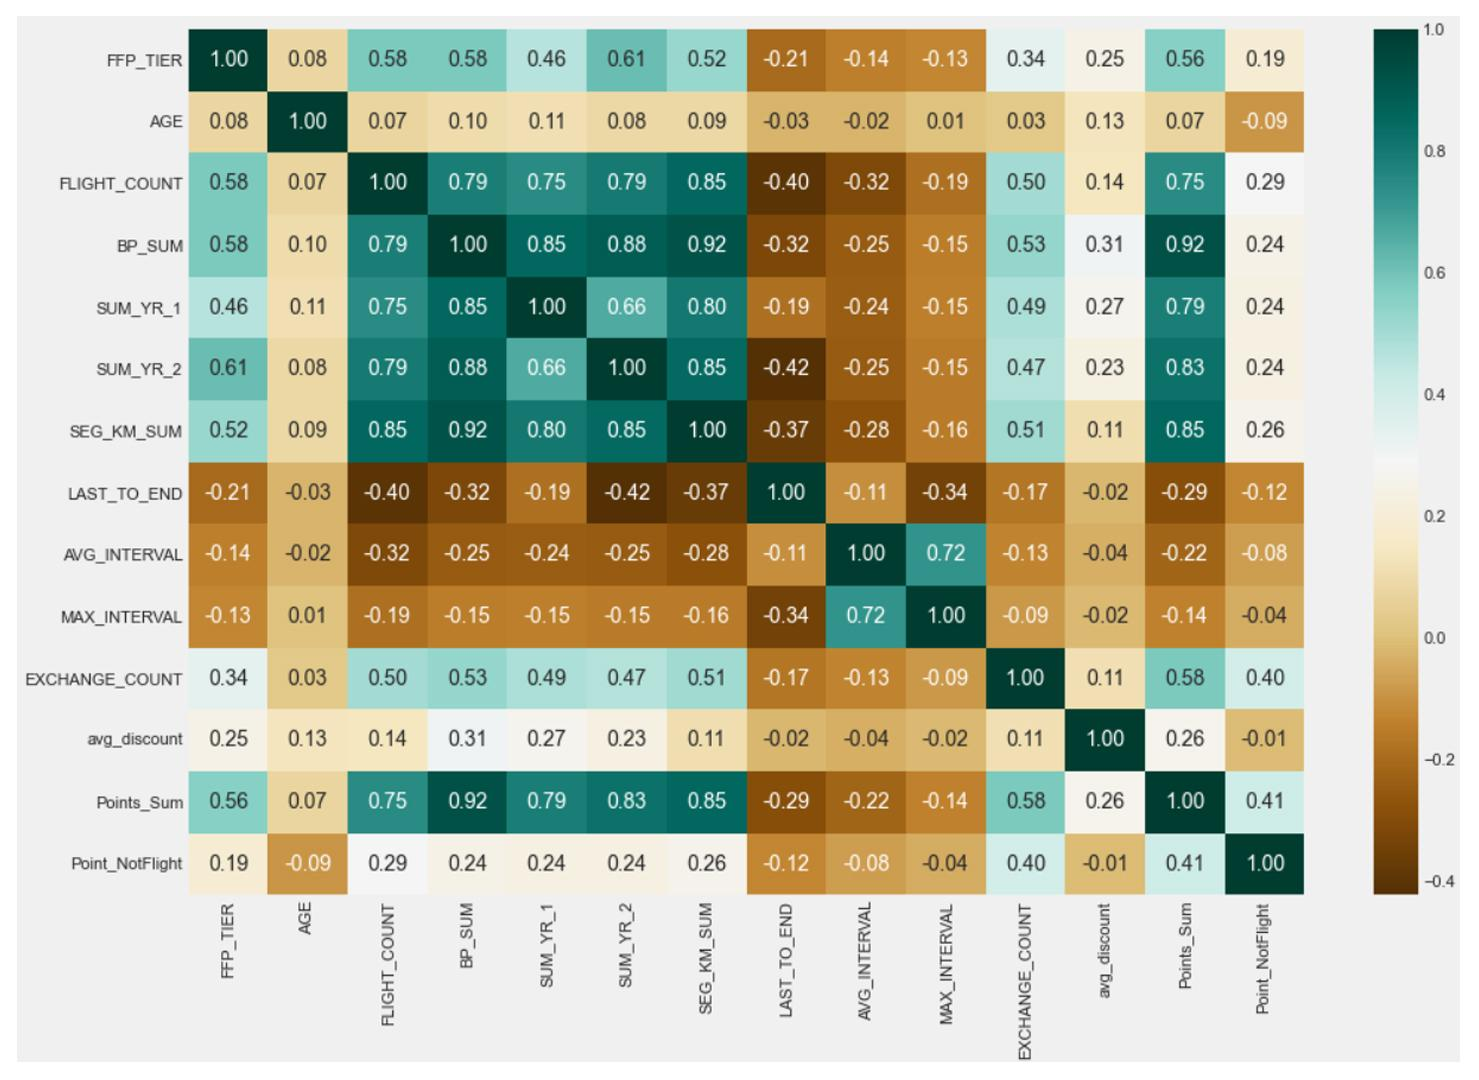 FFP_TIER 1.00 0.08 0.58 0.58 0.46 0.61 0.52 -0.21 -0.14 -0.13 0.34 0.25 0.56 0.19
AGE 0.08 1.00 0.07 0.10 0.11 0.08 0.09 -0.03 -0.02 0.01 0.03 0.13 0.07 -0.09
FLIGHT_COUNT 0.58 0.07 1.00 0.79 0.75 0.79 0.85 -0.40 -0.32 -0.19 0.50 0.14 0.75 0.29
BP_SUM 0.58 0.10 0.79 1.00 0.85 0.88 0.92 -0.32 -0.25 -0.15 0.53 0.31 0.92 0.24
SUM_YR_1 0.46 0.11 0.75 0.85 1.00 0.66 0.80 -0.19 -0.24 -0.15 0.49 0.27 0.79 0.24
SUM_YR_2 0.61 0.08 0.79 0.88 0.66 1.00 0.85 -0.42 -0.25 -0.15 0.47 0.23 0.83 0.24
SEG_KM_SUM 0.52 0.09 0.85 0.92 0.80 0.85 1.00 -0.37 -0.28 -0.16 0.51 0.11 0.85 0.26
LAST_TO_END -0.21 -0.03 -0.40 -0.32 -0.19 -0.42 -0.37 1.00 -0.11 -0.34 -0.17 -0.02 -0.29 -0.12
AVG_INTERVAL -0.14 -0.02 -0.32 -0.25 -0.24 -0.25 -0.28 -0.11 1.00 0.72 -0.13 -0.04 -0.22 -0.08
MAX_INTERVAL -0.13 0.01 -0.19 -0.15 -0.15 -0.15 -0.16 -0.34 0.72 1.00 -0.09 -0.02 -0.14 -0.04
EXCHANGE_COUNT 0.34 0.03 0.50 0.53 0.49 0.47 0.51 -0.17 -0.13 -0.09 1.00 0.11 0.58 0.40
avg_discount 0.25 0.13 0.14 0.31 0.27 0.23 0.11 -0.02 -0.04 -0.02 0.11 1.00 0.26 -0.01
Points_Sum 0.56 0.07 0.75 0.92 0.79 0.83 0.85 -0.29 -0.22 -0.14 0.58 0.26 1.00 0.41
Point_NotFlight 0.19 -0.09 0.29 0.24 0.24 0.24 0.26 -0.12 -0.08 -0.04 0.40 -0.01 0.41 1.00
FFP_TIER
AGE
FLIGHT_COUNT
BP_SUM
SUM_YR_1
SUM_YR_2
SEG_KM_SUM
LAST_TO_END
AVG_INTERVAL
MAX_INTERVAL
EXCHANGE_COUNT
avg_discount
Points_Sum
Point_NotFlight
1.0
0.8
0.6
0.4
0.2
0.0
−0.2
−0.4